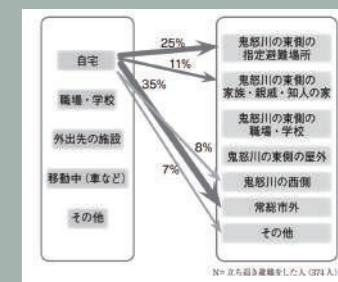 自宅
職場・学校
外出先の施設
移動中（車など）
その他
25%
11%
35%
8%
7%
鬼怒川の東側の
指定避難場所
鬼怒川の東側の
家族・親戚・知人の家
鬼怒川の東側の
職場・学校
鬼怒川の東側の屋外
鬼怒川の西側
常総市外
その他
N= 立ち退き避難をした人（374人）